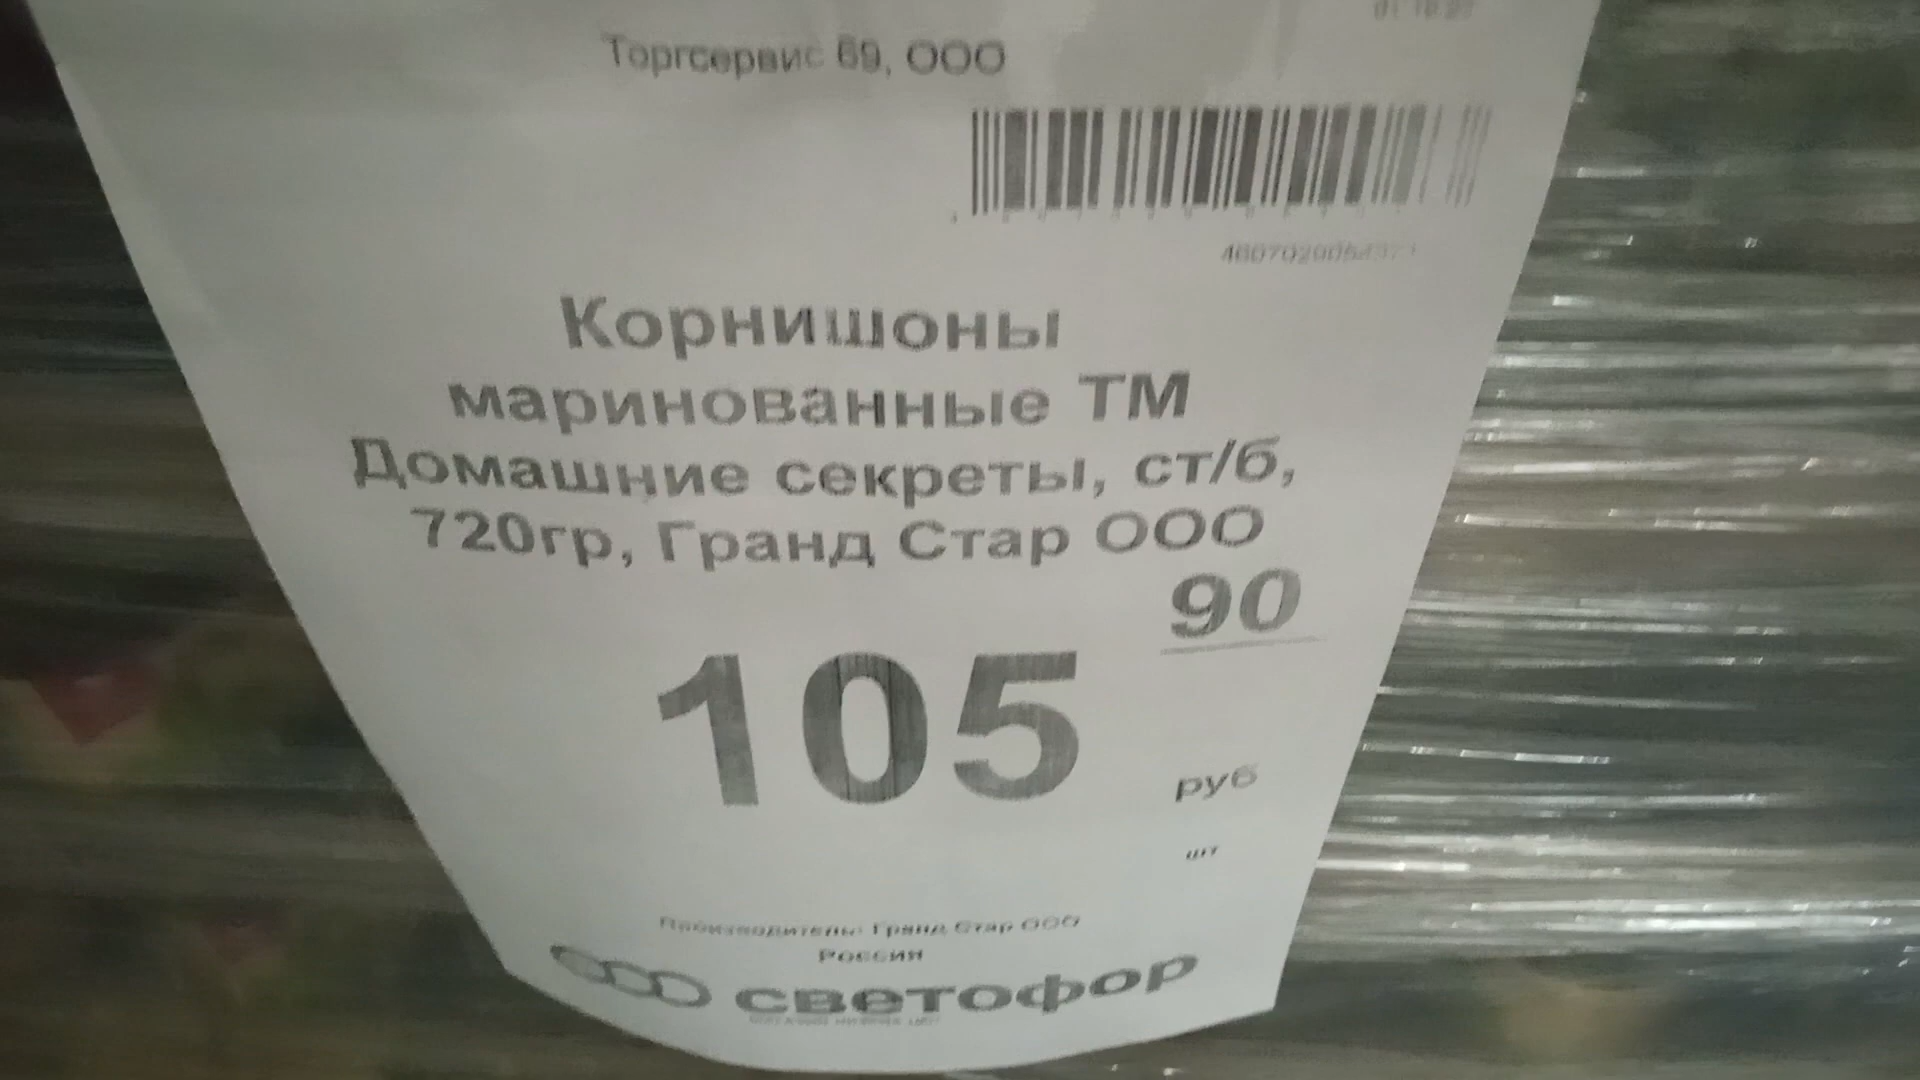 Торгсервис 69, ООО
Корнишоны
маринованные ТМ
Домашние секреты, ст/б,
720гр, Гранд Стар ООО
90
105
руб
шт
Производитель: Гранд Стар ООО
Россия
светофор